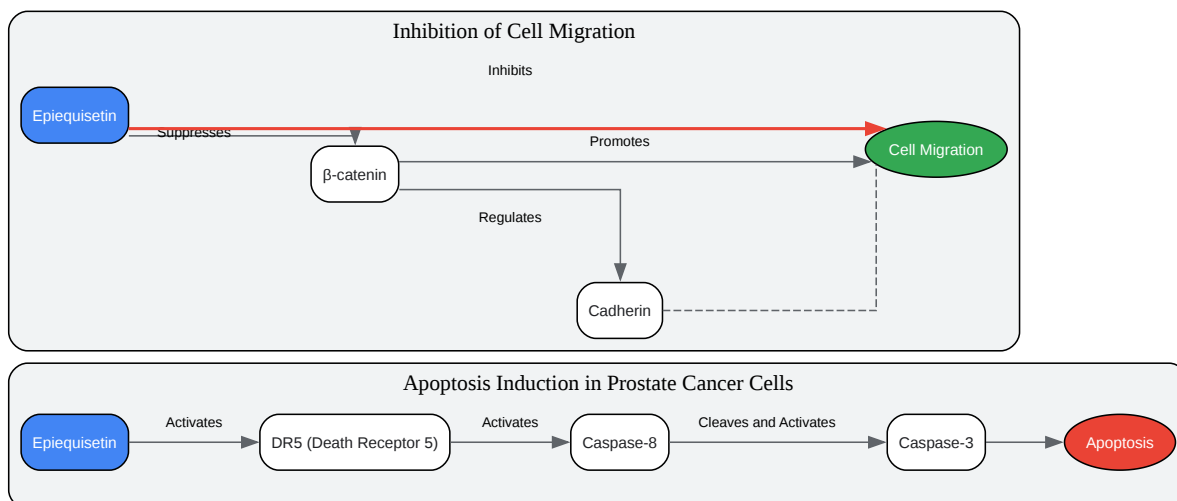 Inhibition of Cell Migration
Inhibits
Epiequisetin
Suppresses
Promotes
Cell Migration
β-catenin
Regulates
Cadherin
Apoptosis Induction in Prostate Cancer Cells
Epiequisetin
Activates
DR5 (Death Receptor 5)
Activates
Caspase-8
Cleaves and Activates
Caspase-3
Apoptosis